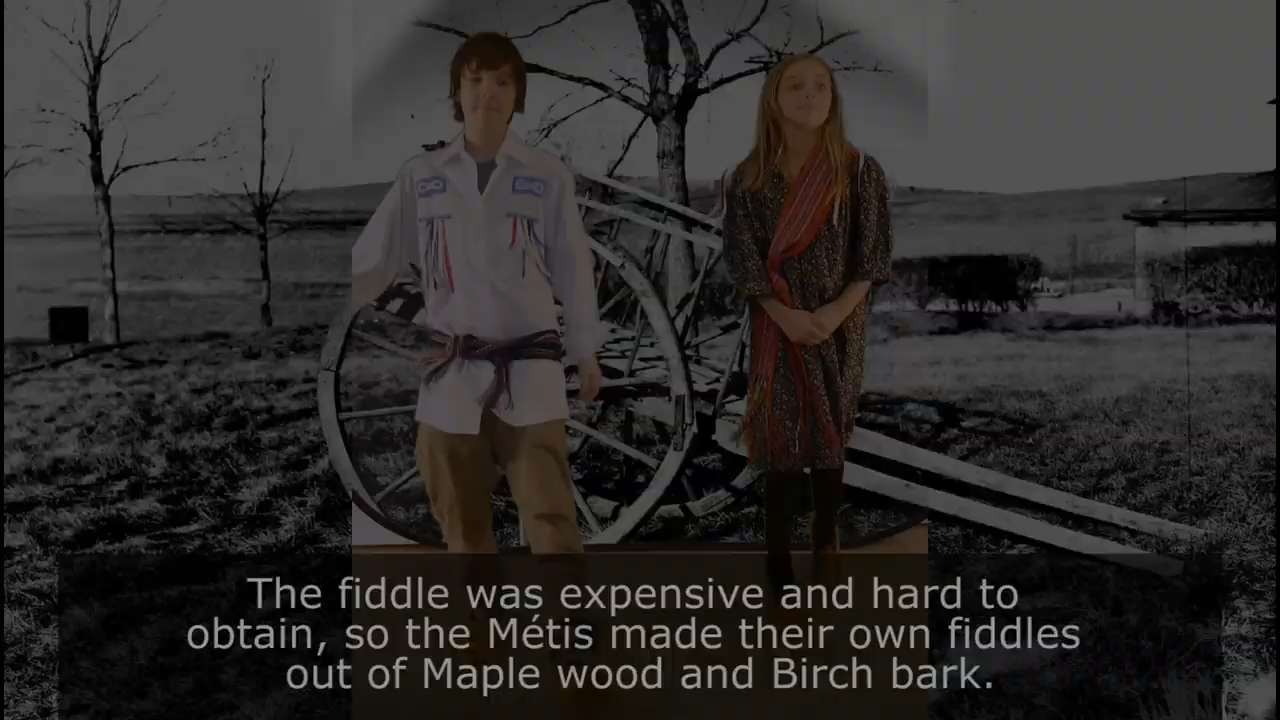 The fiddle was expensive and hard to
obtain, so the Métis made their own fiddles
out of Maple wood and Birch bark.